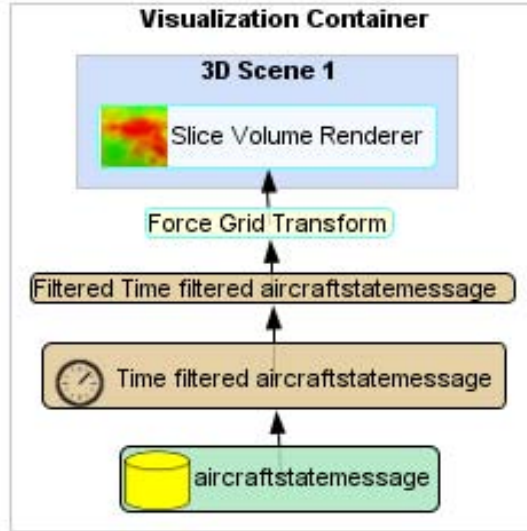 Visualization Container
3D Scene 1
Slice Volume Renderer
Force Grid Transform
Filtered Time filtered aircraftstatemessage
Time filtered aircraftstatemessage
aircraftstatemessage